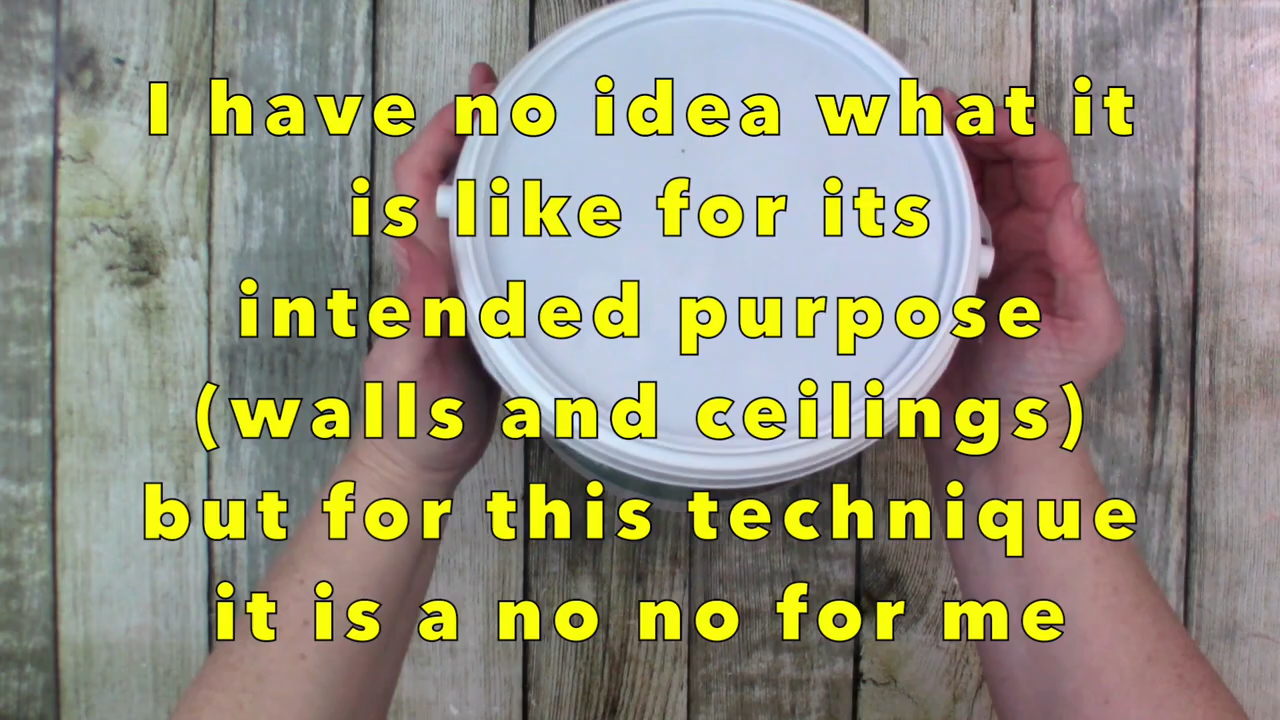 I have no idea what it
is like for its
intended purpose
(walls and ceilings)
but for this technique
it is a no no for me